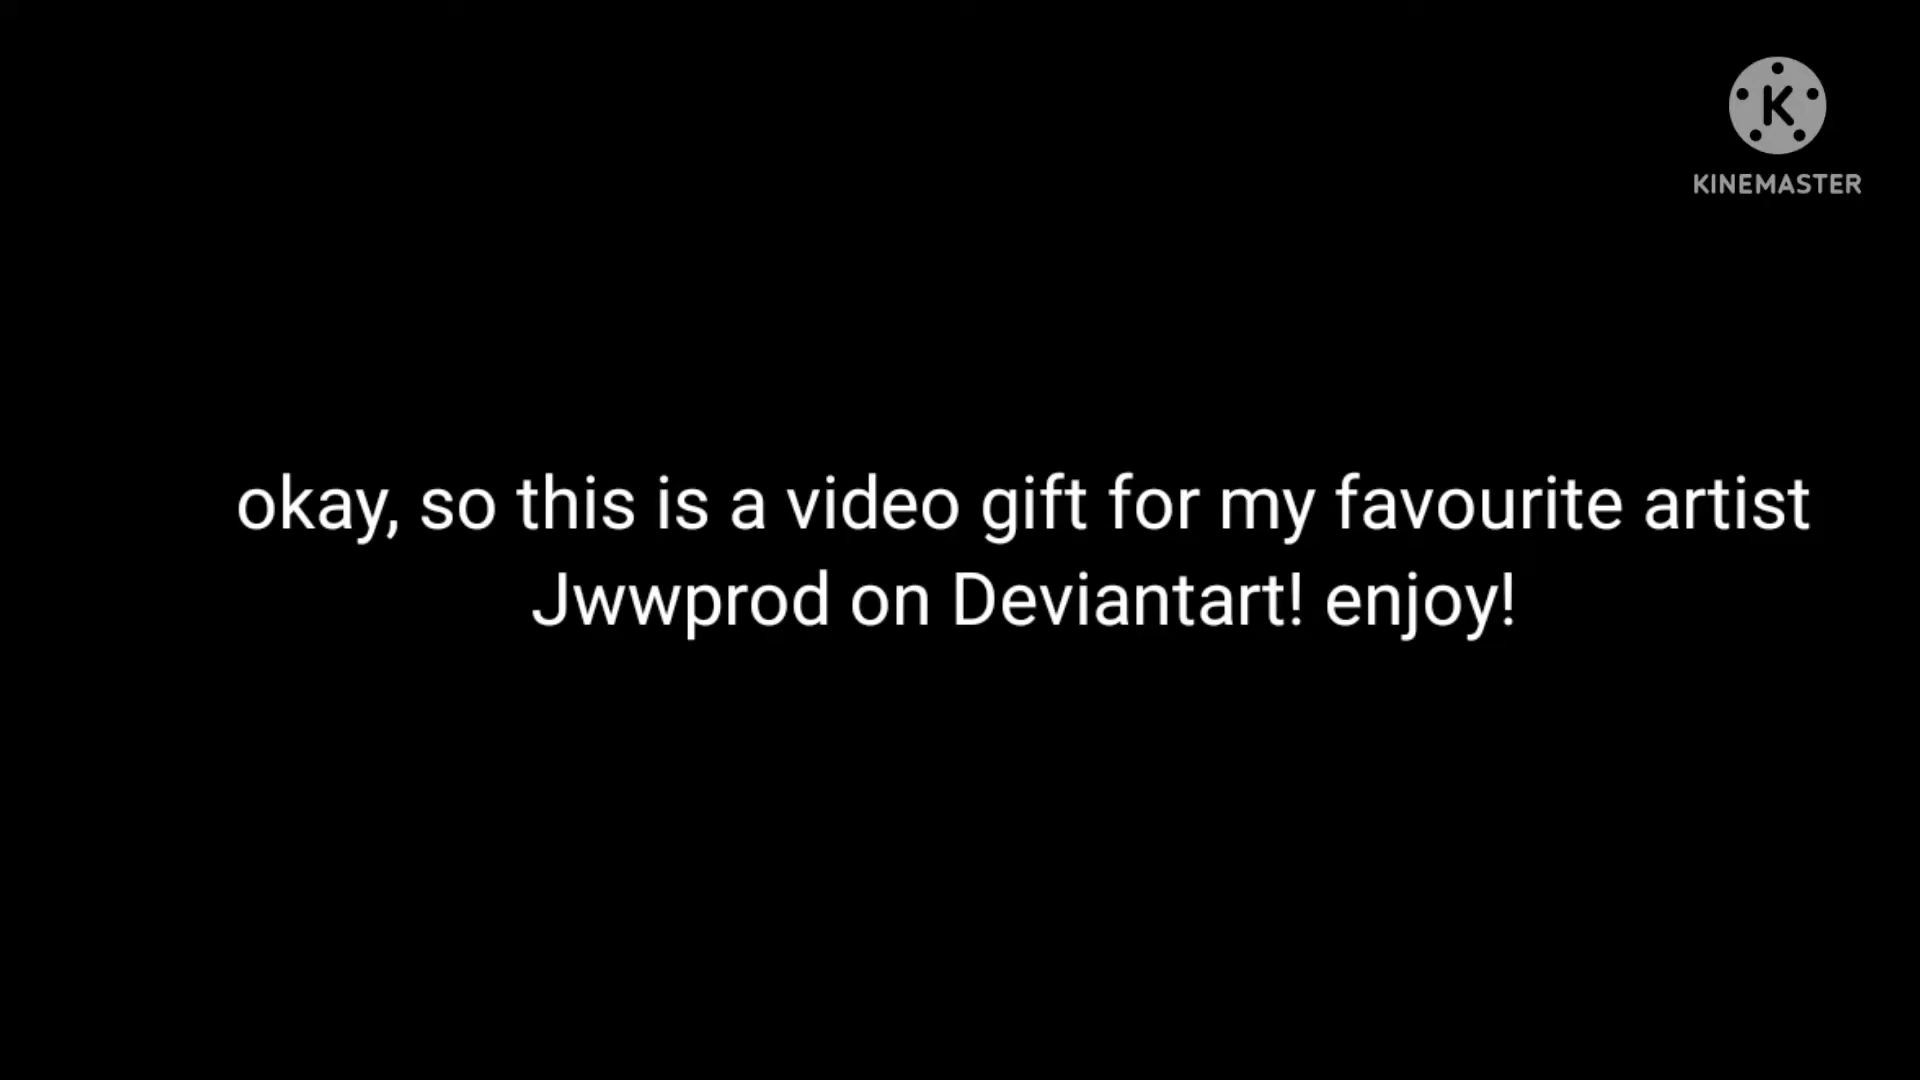 K
KINEMASTER
okay, so this is a video gift for my favourite artist
Jwwprod on Deviantart! enjoy!